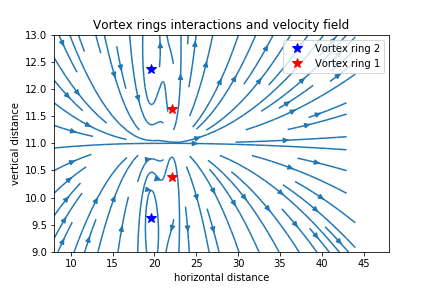 Vortex rings interactions and velocity field
Vortex ring 2
Vortex ring 1
vertical distance
13.0
12.5
12.0
11.5
11.0
10.5
10.0
9.5
9.0
10 15 20 25 30 35 40 45
horizontal distance